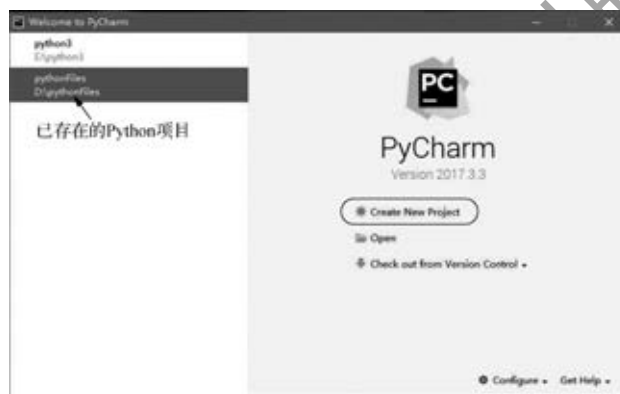 Welcome to PyCharm
python3
E:\python3
pythonFiles
D:\pythonFiles
已存在的Python项目
PC
PyCharm
Version 2017.3.3
Create New Project
Open
Check out from Version Control
Configure
Get Help